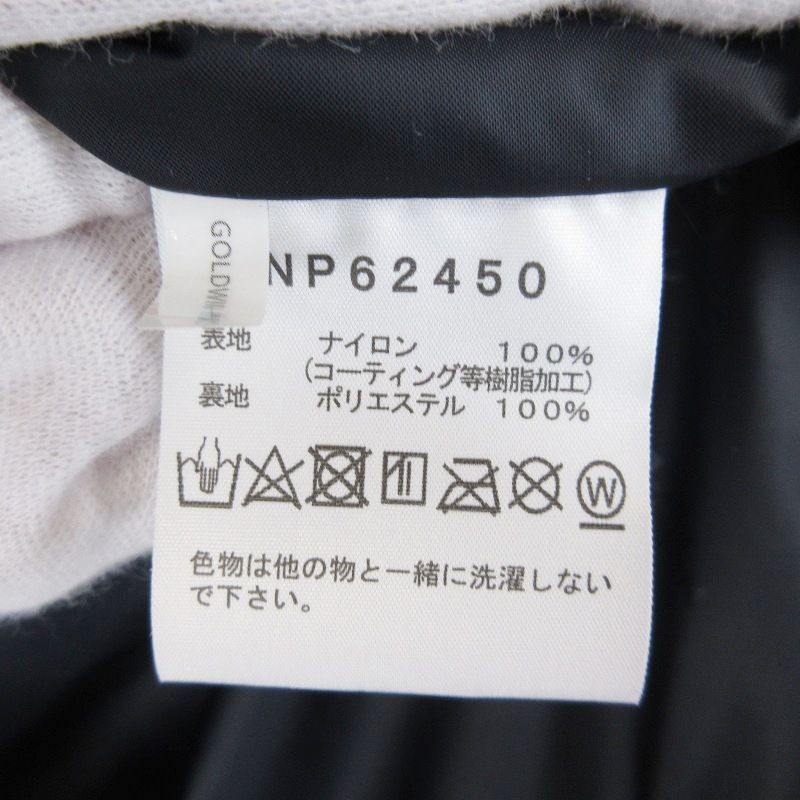 GOLDWIN
NP62450
表地 ナイロン 100%
(コーティング等樹脂加工)
裏地 ポリエステル 100%
W
色物は他の物と一緒に洗濯しない
で下さい。